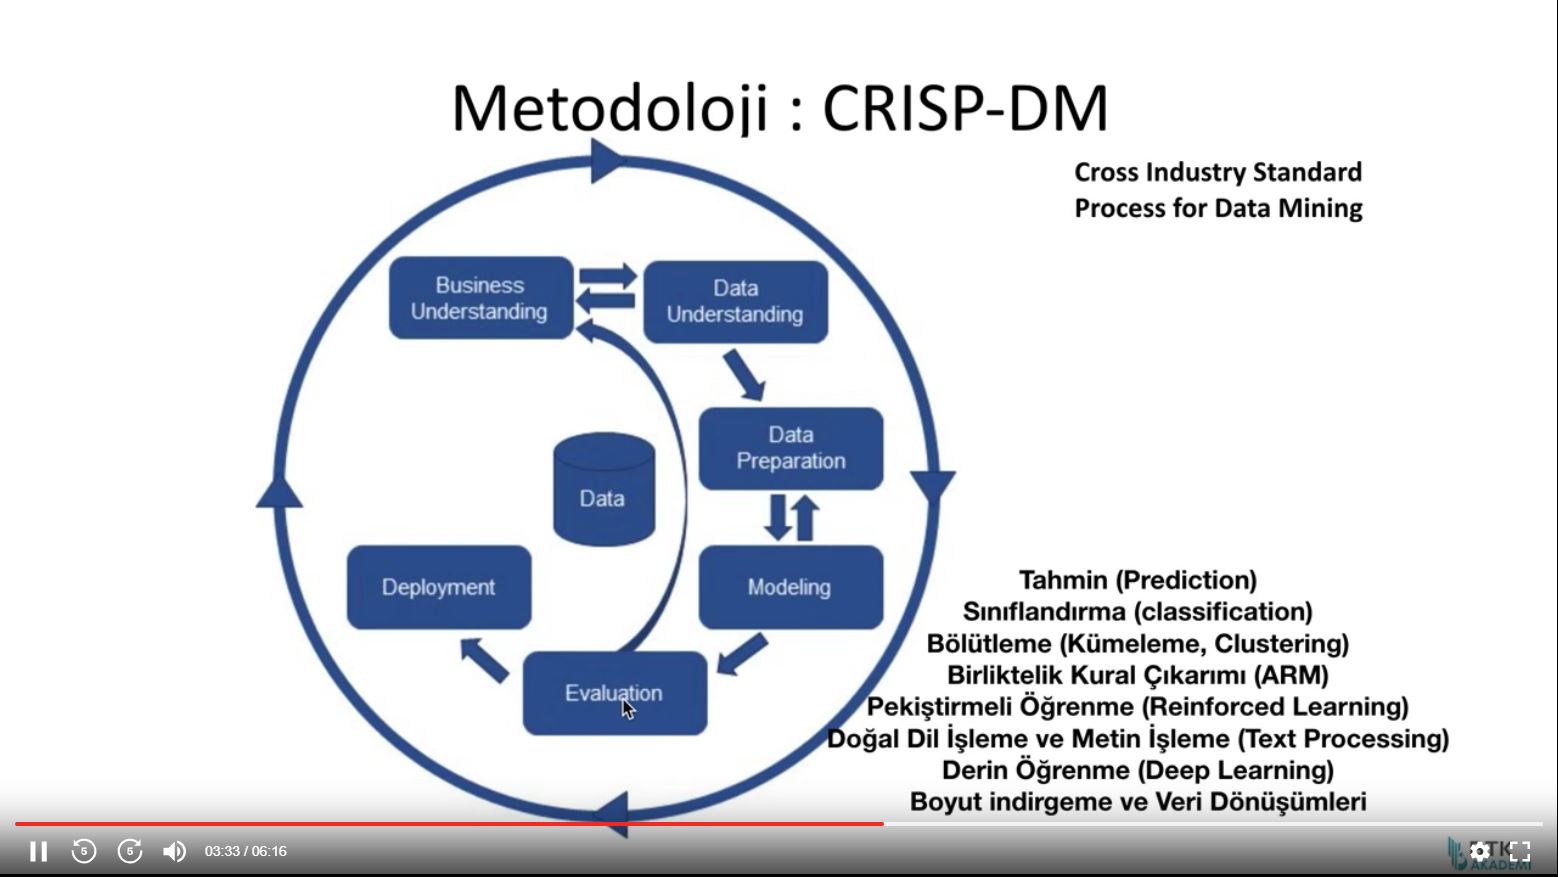 Metodoloji : CRISP-DM
Cross Industry Standard
Process for Data Mining
Business
Understanding
Data
Understanding
Data
Preparation
Data
Deployment
Modeling
Evaluation
Tahmin (Prediction)
Sınıflandırma (classification)
Bölütleme (Kümeleme, Clustering)
Birliktelik Kural Çıkarımı (ARM)
Pekiştirmeli Öğrenme (Reinforced Learning)
Doğal Dil İşleme ve Metin İşleme (Text Processing)
Derin Öğrenme (Deep Learning)
Boyut indirgeme ve Veri Dönüşümleri
5
5
03:33 / 06:16
AKADEMİ